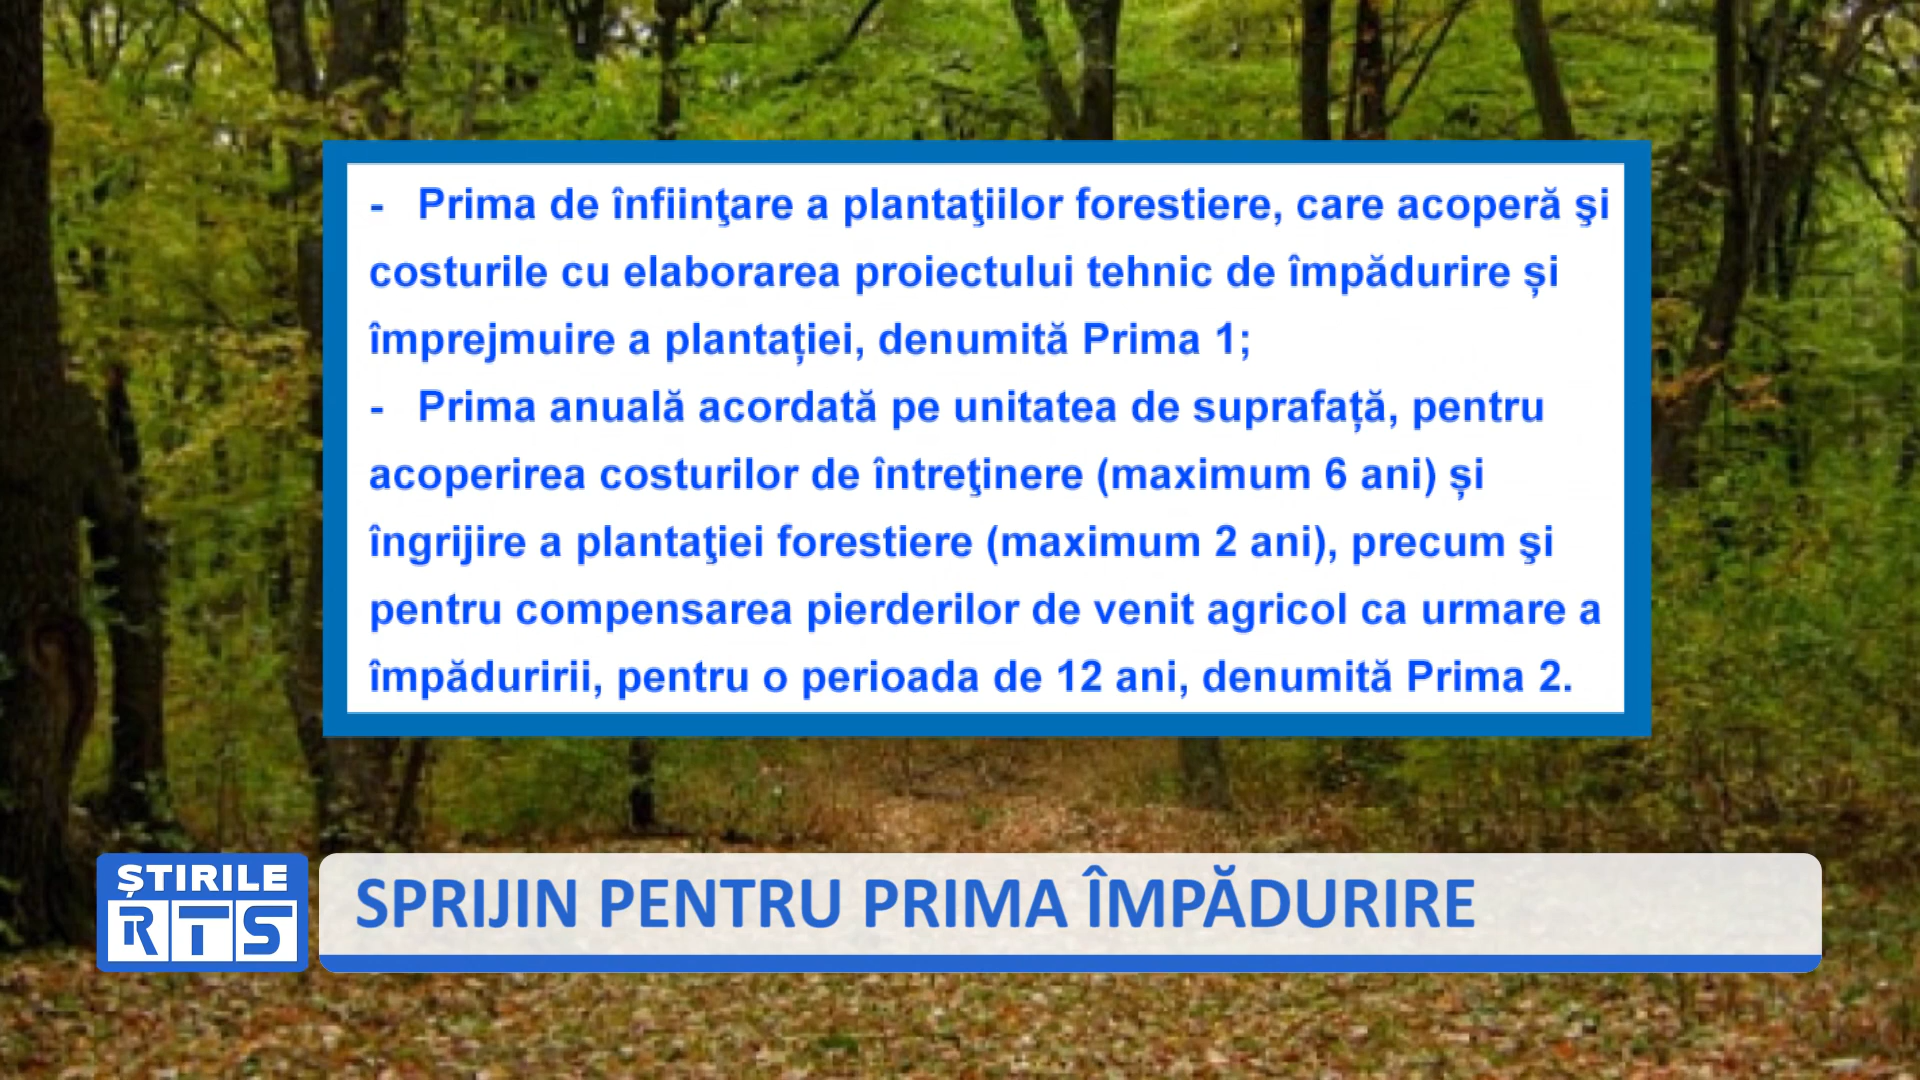 - Prima de înfiinţare a plantaţiilor forestiere, care acoperă şi
costurile cu elaborarea proiectului tehnic de împădurire și
împrejmuire a plantației, denumită Prima 1;
- Prima anuală acordată pe unitatea de suprafață, pentru
acoperirea costurilor de întreţinere (maximum 6 ani) și
îngrijire a plantaţiei forestiere (maximum 2 ani), precum şi
pentru compensarea pierderilor de venit agricol ca urmare a
împăduririi, pentru o perioada de 12 ani, denumită Prima 2.
ȘTIRILE
RTS
SPRIJIN PENTRU PRIMA ÎMPĂDURIRE